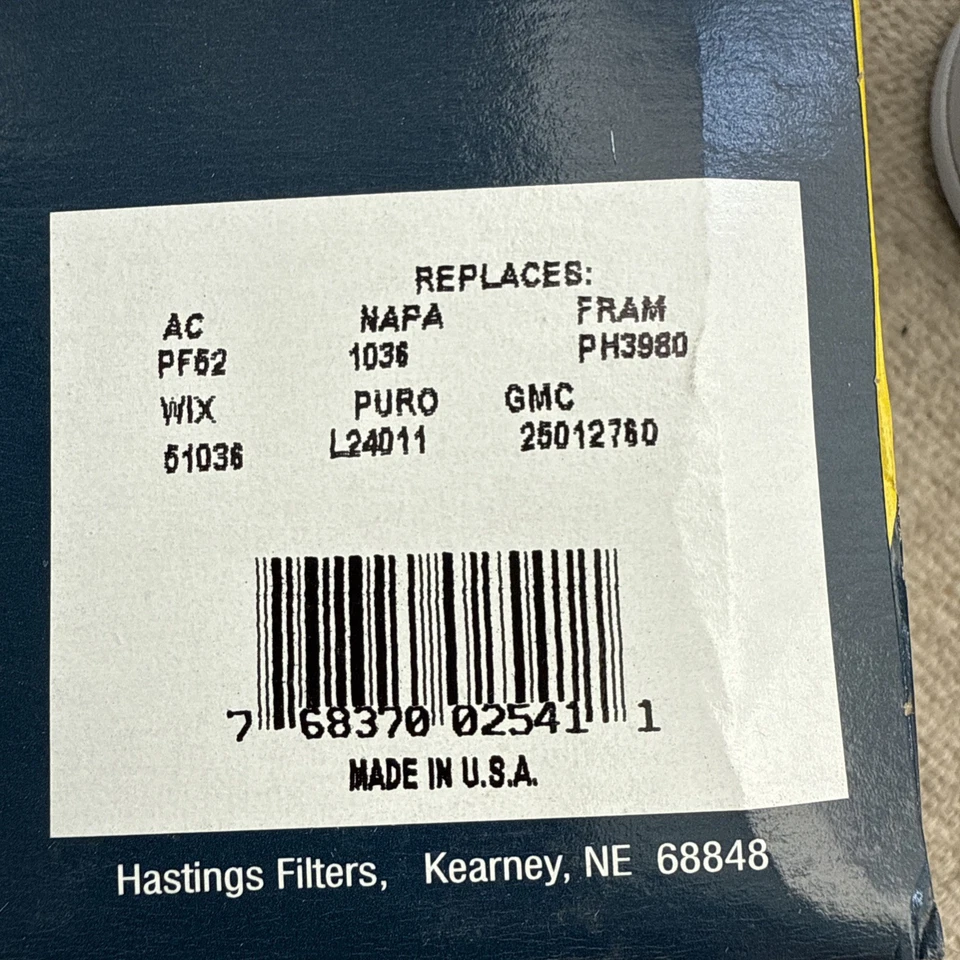 REPLACES:
AC NAPA FRAM
PF52 1036 PH3980
WIX PURO GMC
51036 L24011 25012760
7 68370 02541 1
MADE IN U.S.A.
Hastings Filters, Kearney, NE 68848